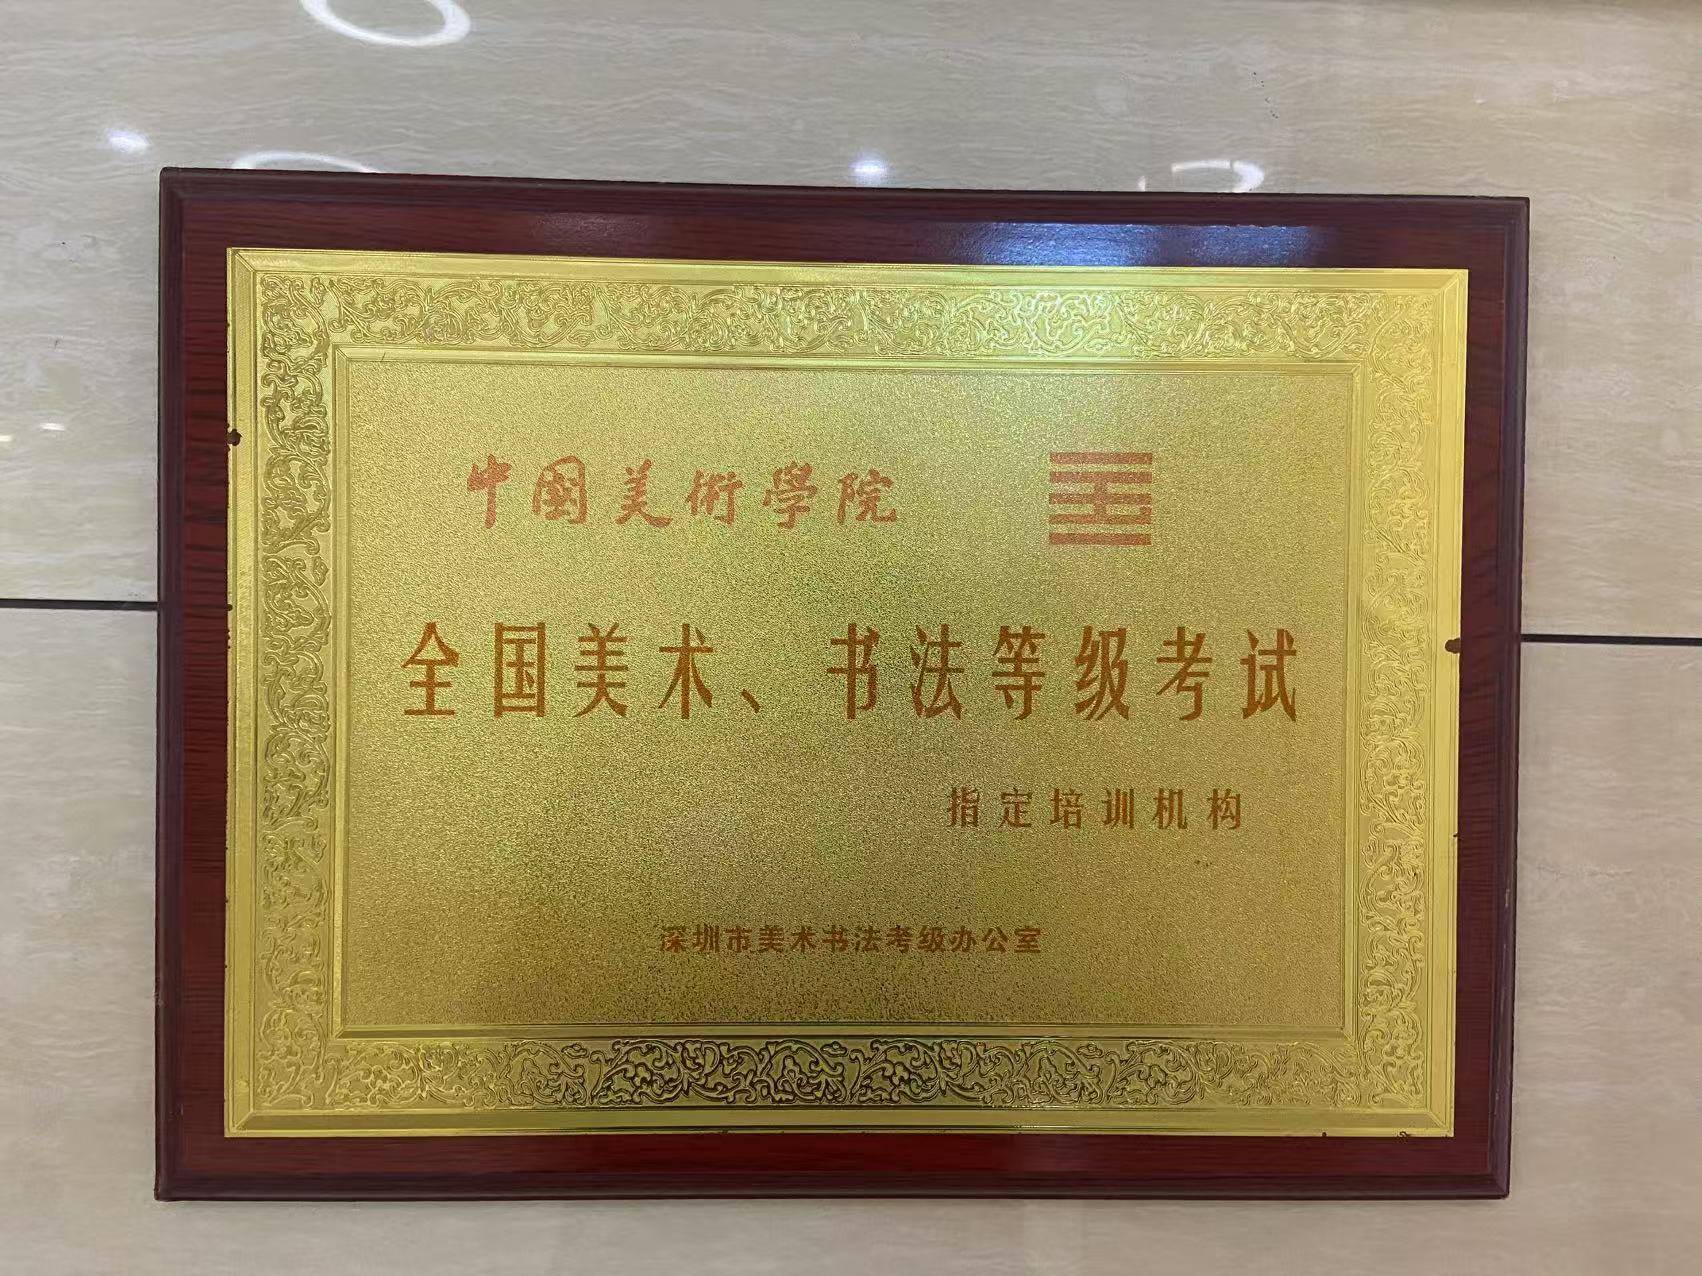 中國美術學院
全国美术、书法等级考试
指定培训机构
深圳市美术书法考级办公室